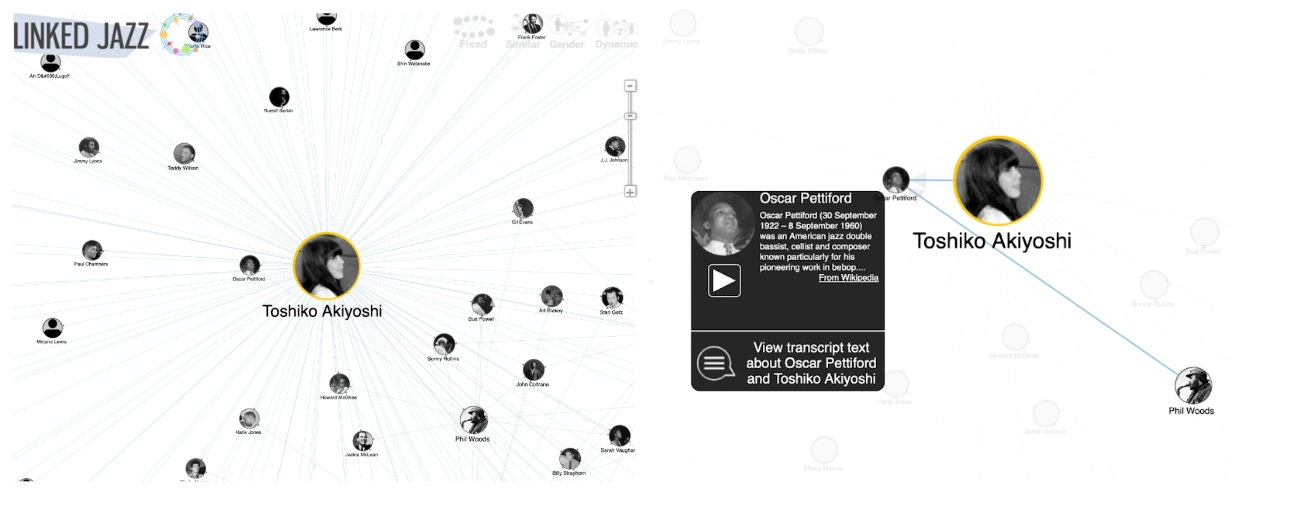 LINKED JAZZ
Lawrence Berk
Frank Foster
Fixed
Similar
Gender
Dynamic
Shin Watanabe
Art D&#039;Lugoff
Rudolf Serkin
Jimmy Lyons
Teddy Wilson
J.J. Johnson
Gil Evans
Paul Chambers
Oscar Pettiford
Toshiko Akiyoshi
Bud Powell
Art Blakey
Stan Getz
Mirjana Lewis
Sonny Rollins
John Coltrane
Howard McGhee
Hank Jones
Phil Woods
Jackie McLean
Sarah Vaughan
Billy Strayhorn
Jimmy Lyons
Teddy Wilson
Paul Chambers
Oscar Pettiford
Toshiko Akiyoshi
Oscar Pettiford
Oscar Pettiford (30 September
1922 – 8 September 1960)
was an American jazz double
bassist, cellist and composer
known particularly for his
pioneering work in bebop....
From Wikipedia
View transcript text
about Oscar Pettiford
and Toshiko Akiyoshi
Bud Powell
Sonny Rollins
Howard McGhee
Hank Jones
Phil Woods
Jackie McLean
Shelly Manne